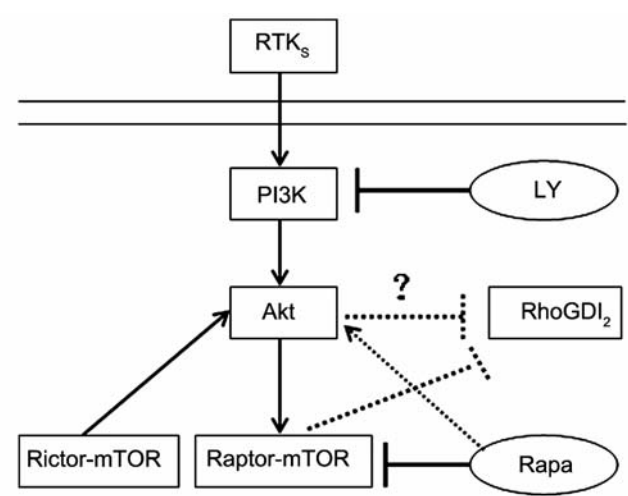 RTKs
PI3K
LY
?
Akt
RhoGDI2
Rictor-mTOR
Raptor-mTOR
Rapa